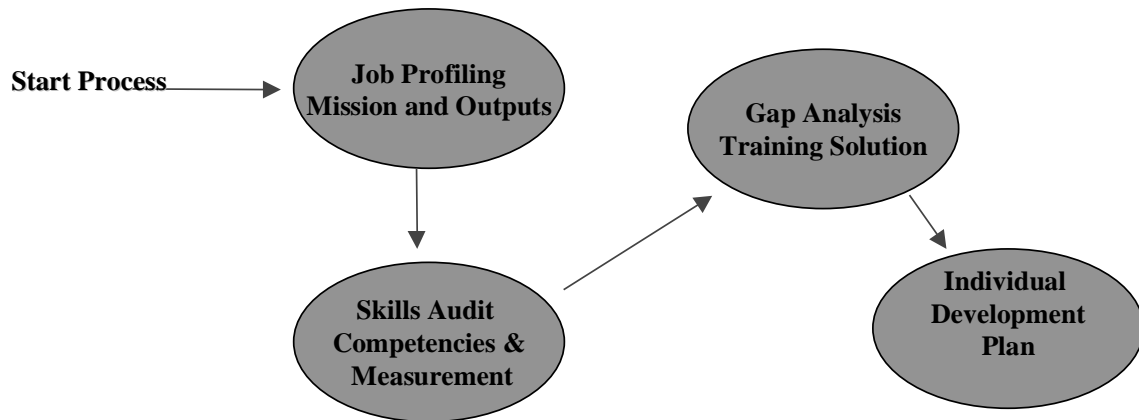 Start Process
Job Profiling
Mission and Outputs
Skills Audit
Competencies &
Measurement
Gap Analysis
Training Solution
Individual
Development
Plan